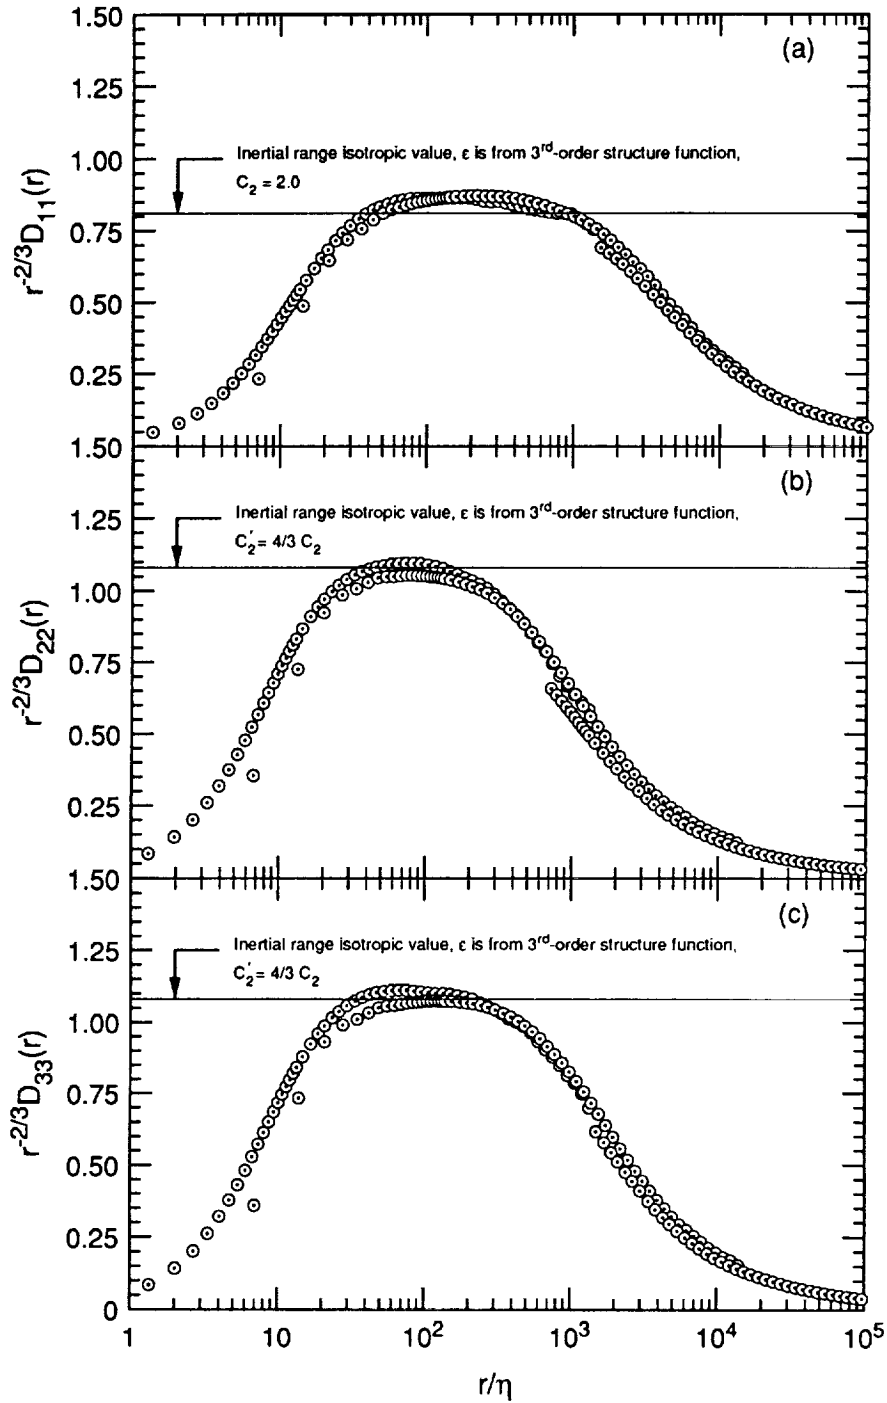 1.50
(a)
1.25
Inertial range isotropic value, ε is from 3rd-order structure function,
1.00
C2 = 2.0
0.75
r-2/3D11(r)
0.50
0.25
1.50
(b)
1.25
Inertial range isotropic value, ε is from 3rd-order structure function,
C2' = 4/3 C2
1.00
0.75
r-2/3D22(r)
0.50
0.25
1.50
(c)
1.25
Inertial range isotropic value, ε is from 3rd-order structure function,
C2' = 4/3 C2
1.00
0.75
r-2/3D33(r)
0.50
0.25
0
1 10 10² 10³ 10⁴ 10⁵
r/η